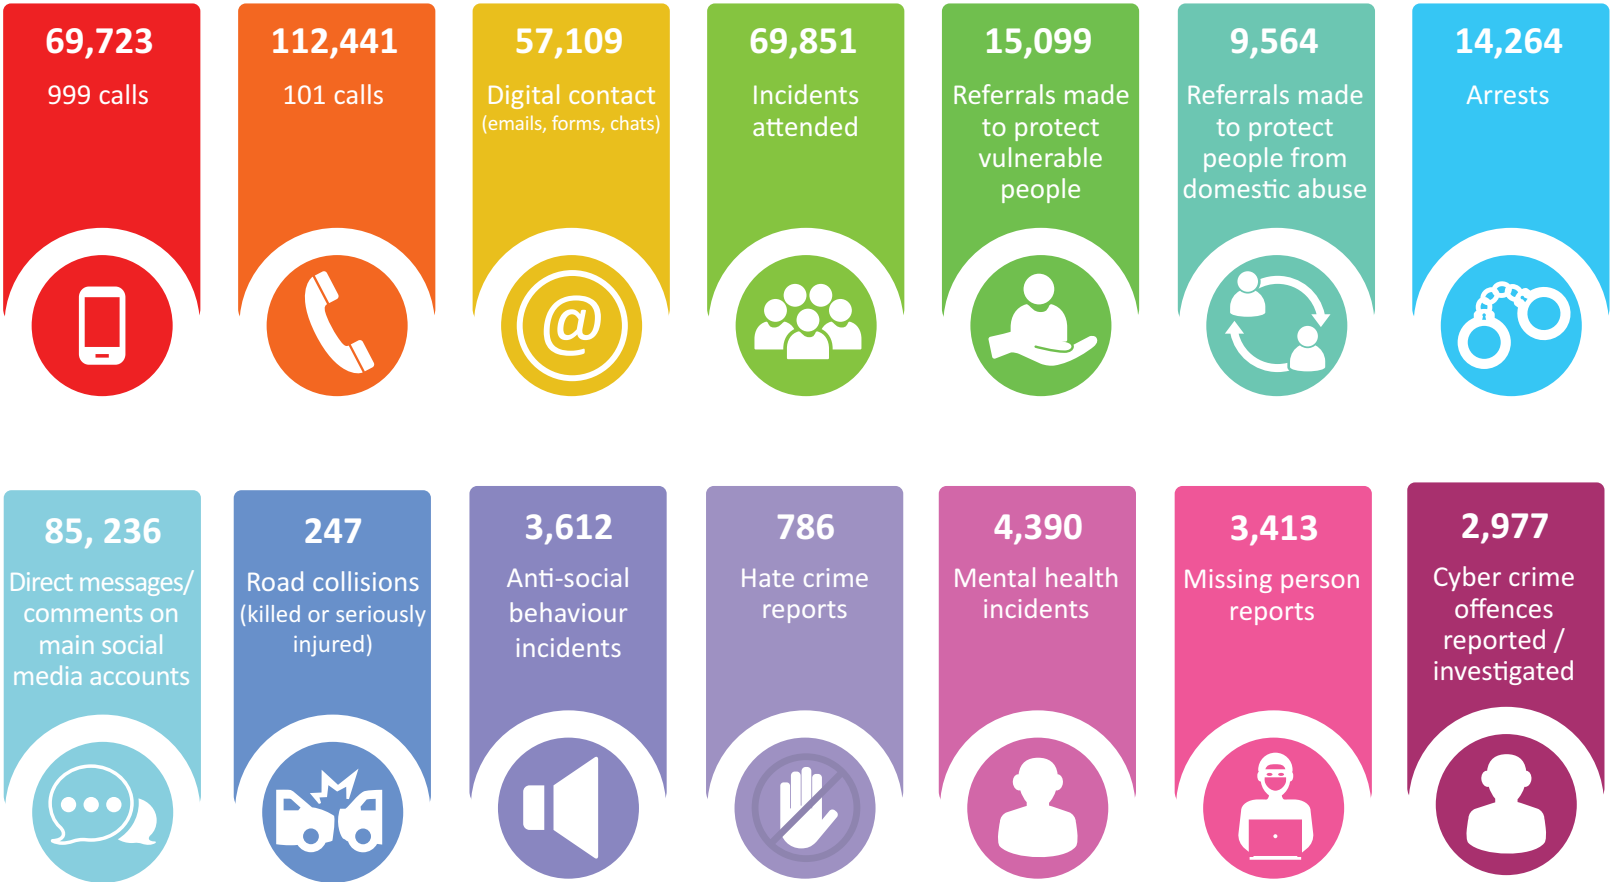 69,723
999 calls
112,441
101 calls
57,109
Digital contact
(emails, forms, chats)
@
69,851
Incidents
attended
15,099
Referrals made
to protect
vulnerable
people
9,564
Referrals made
to protect
people from
domestic abuse
14,264
Arrests
85, 236
Direct messages/
comments on
main social
media accounts
247
Road collisions
(killed or seriously
injured)
3,612
Anti-social
behaviour
incidents
786
Hate crime
reports
4,390
Mental health
incidents
3,413
Missing person
reports
2,977
Cyber crime
offences
reported /
investigated